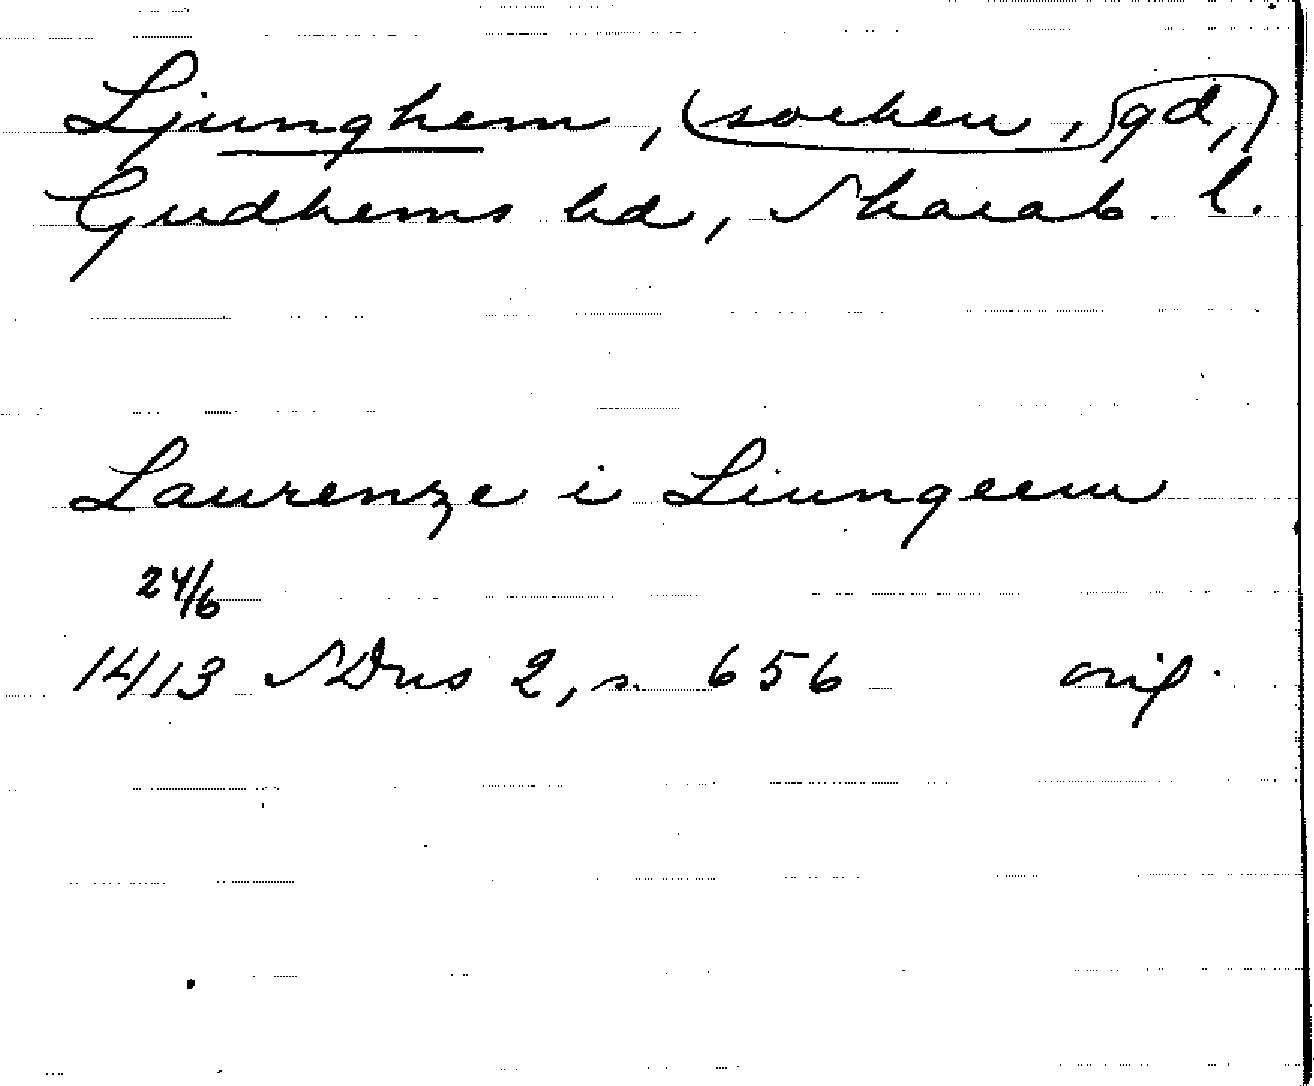 Ljunghem, (socken, gd,)
Gudhems hd, Skarab. l.
Laurenze i Liungeem
24/6
1413 SDns 2, s. 656 orig.